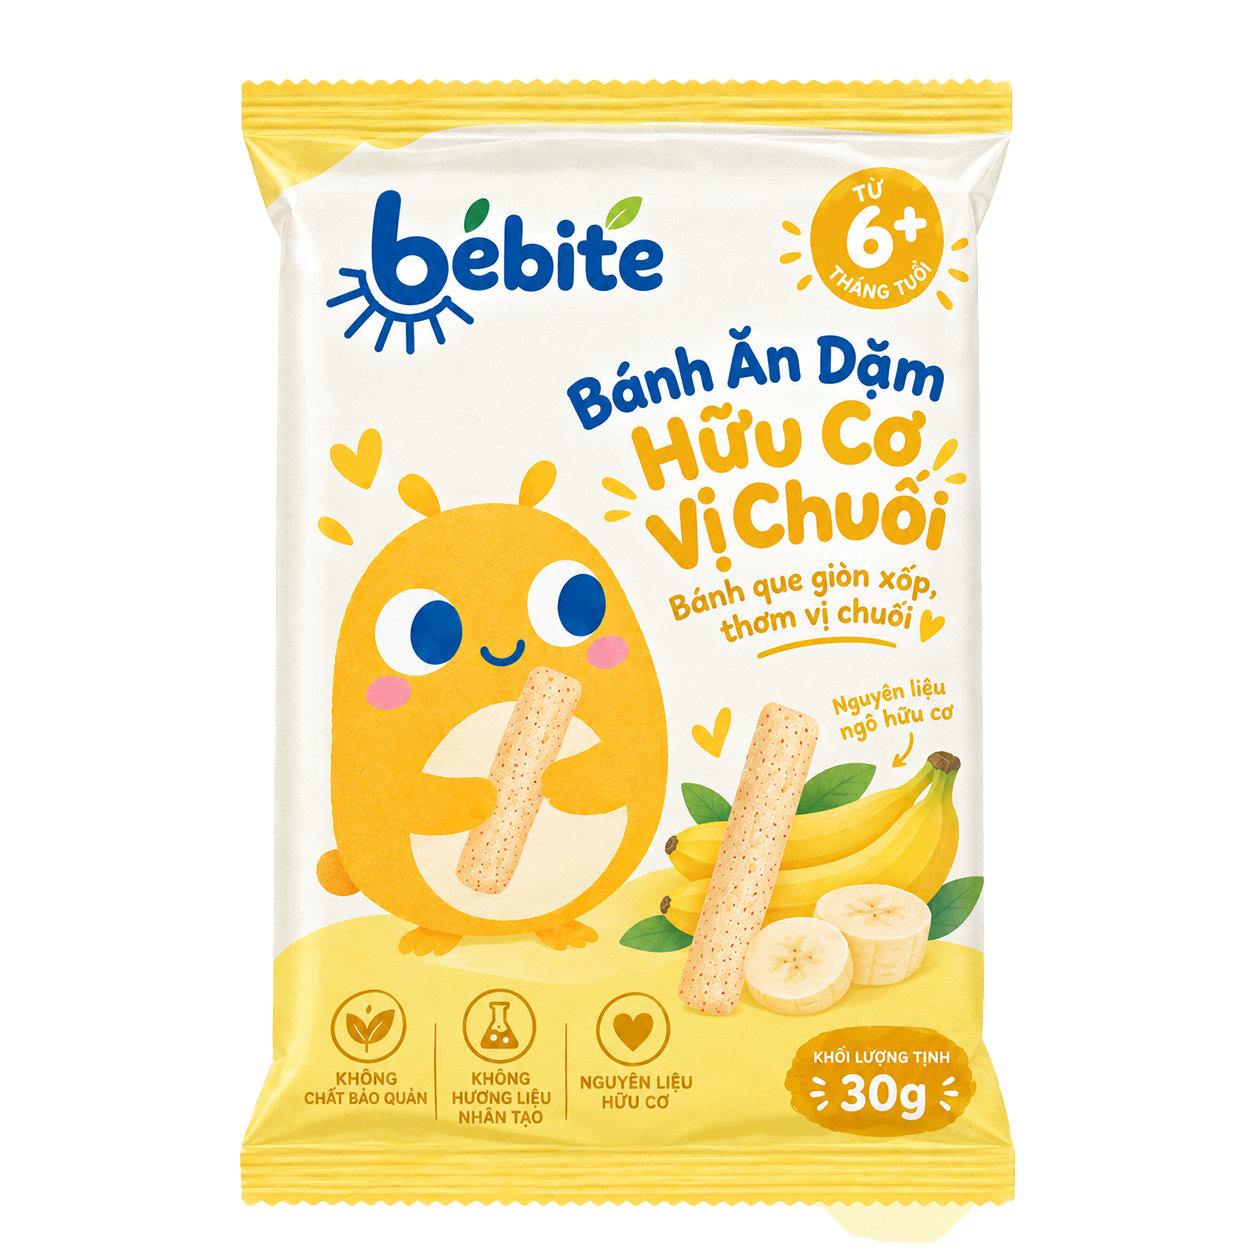 bébité
TỪ
6+
THÁNG TUỔI
Bánh Ăn Dặm
Hữu Cơ
Vị Chuối
Bánh que giòn xốp,
thơm vị chuối
Nguyên liệu
ngô hữu cơ
KHÔNG
CHẤT BẢO QUẢN
KHÔNG
HƯƠNG LIỆU
NHÂN TẠO
NGUYÊN LIỆU
HỮU CƠ
KHỐI LƯỢNG TỊNH
30g